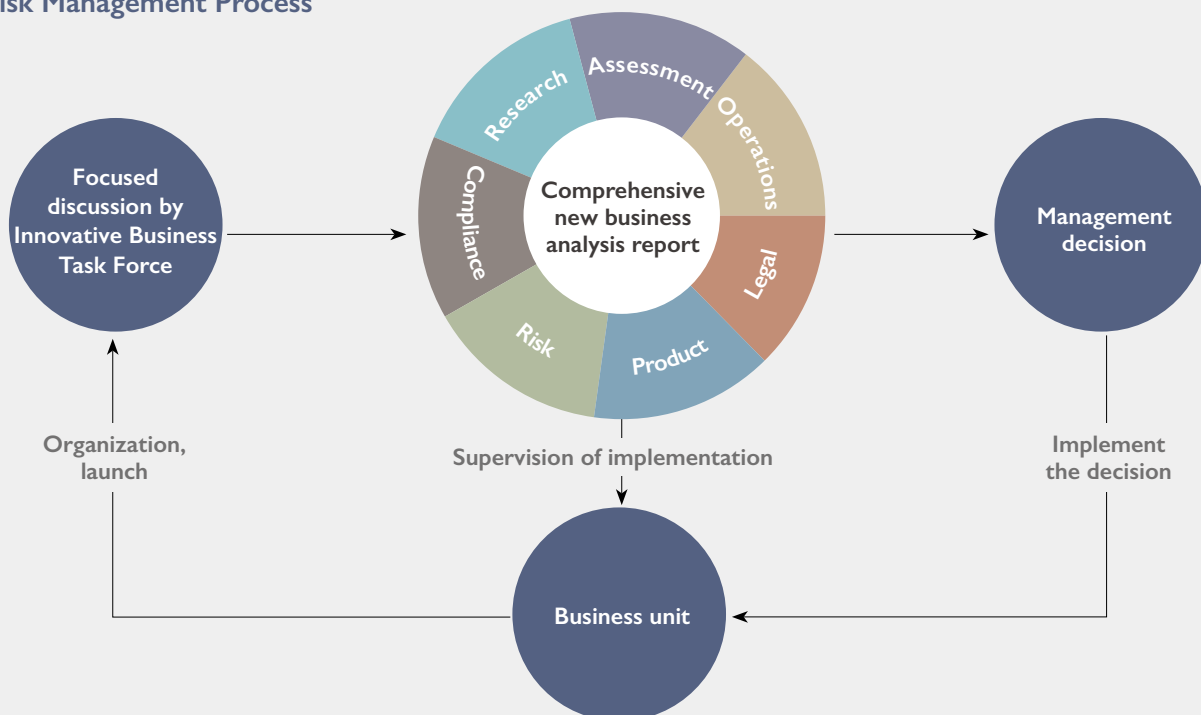 isk Management Process
Research
Assessment
Operations
Compliance
Legal
Risk
Product
Comprehensive
new business
analysis report
Focused
discussion by
Innovative Business
Task Force
Management
decision
Organization,
launch
Supervision of implementation
Implement
the decision
Business unit